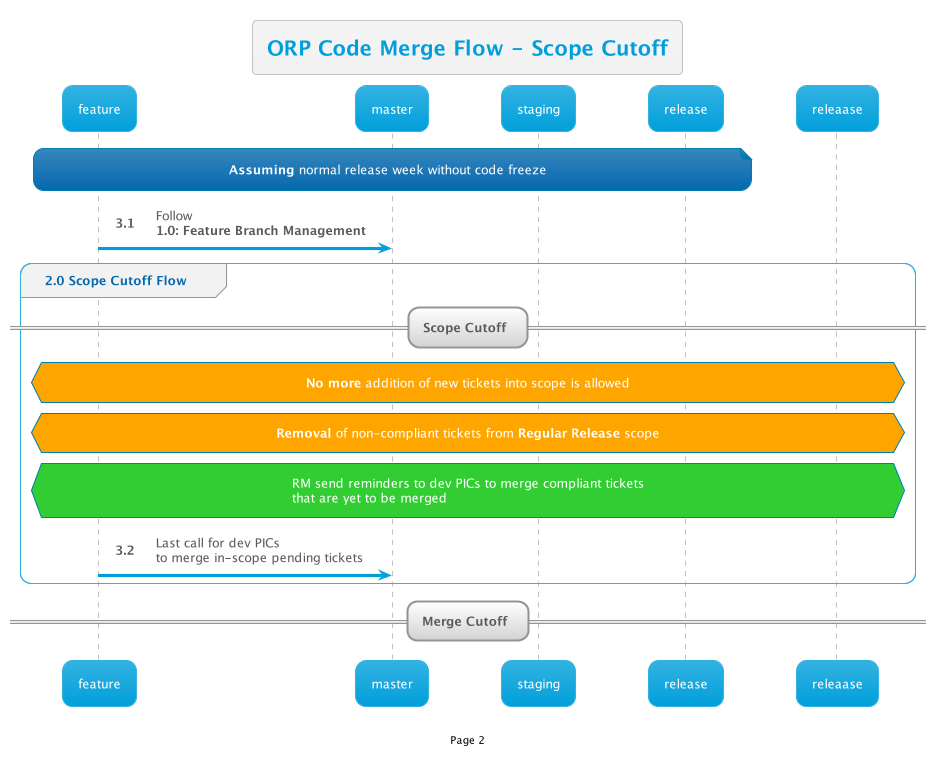 ORP Code Merge Flow - Scope Cutoff
feature
master
staging
release
releaase
Assuming normal release week without code freeze
3.1
Follow
1.0: Feature Branch Management
2.0 Scope Cutoff Flow
Scope Cutoff
No more addition of new tickets into scope is allowed
Removal of non-compliant tickets from Regular Release scope
RM send reminders to dev PICs to merge compliant tickets
that are yet to be merged
3.2
Last call for dev PICs
to merge in-scope pending tickets
Merge Cutoff
feature
master
staging
release
releaase
Page 2